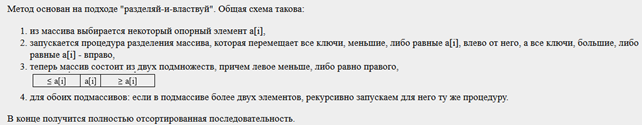 Метод основан на подходе "разделяй-и-властвуй". Общая схема такова:
1. из массива выбирается некоторый опорный элемент a[i],
2. запускается процедура разделения массива, которая перемещает все ключи, меньшие, либо равные a[i], влево от него, а все ключи, большие, либо
равные a[i] - вправо,
3. теперь массив состоит из двух подмножеств, причем левое меньше, либо равно правого,
≤ a[i] a[i] ≥ a[i]
4. для обоих подмассивов: если в подмассиве более двух элементов, рекурсивно запускаем для него ту же процедуру.
В конце получится полностью отсортированная последовательность.